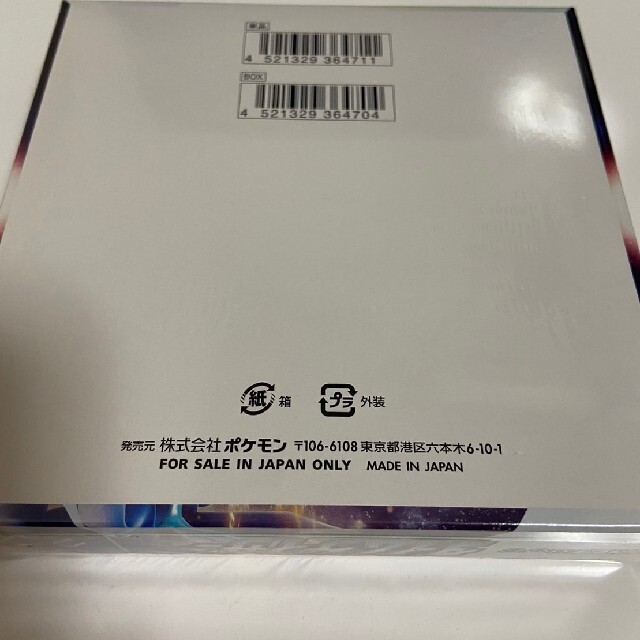 単品
4 521329 364711
BOX
4 521329 364704
紙 箱 プラ 外装
発売元 株式会社ポケモン 〒106-6108 東京都港区六本木6-10-1
FOR SALE IN JAPAN ONLY MADE IN JAPAN